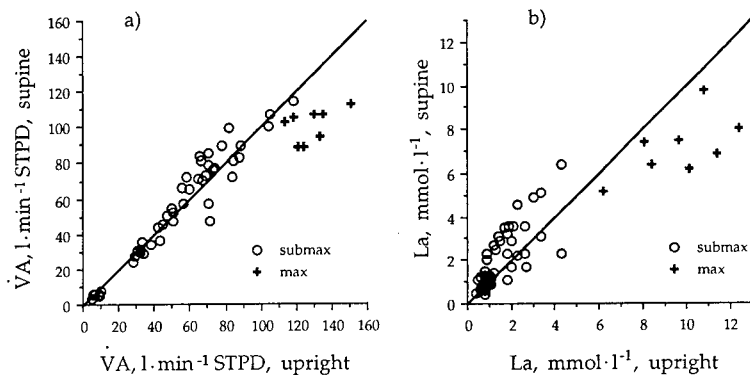 a)
160
140
120
100
80
60
40
20
0
V̇A, l·min⁻¹ STPD, supine
submax
max
0 20 40 60 80 100 120 140 160
V̇A, l·min⁻¹ STPD, upright
b)
12
10
8
6
4
2
0
La, mmol·l⁻¹, supine
submax
max
0 2 4 6 8 10 12
La, mmol·l⁻¹, upright